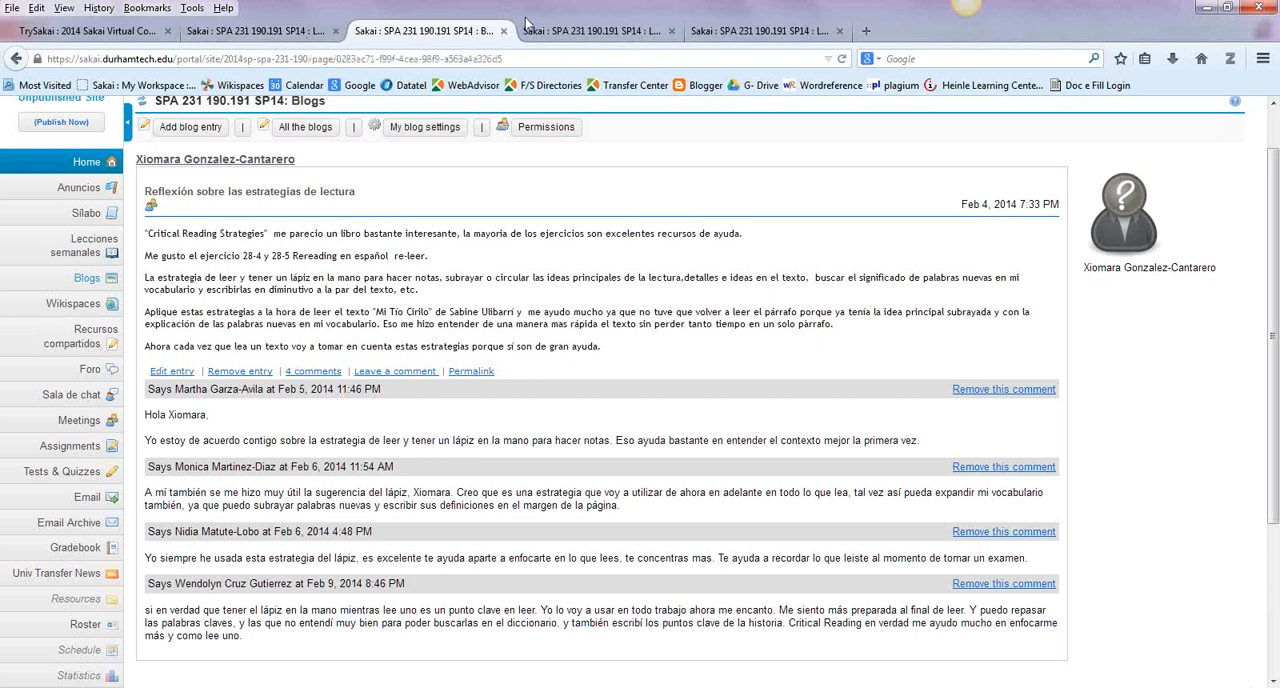 File Edit View History Bookmarks Tools Help
TrySakai : 2014 Sakai Virtual Co... × Sakai : SPA 231 190.191 SP14 : L... × Sakai : SPA 231 190.191 SP14 : B... × Sakai : SPA 231 190.191 SP14 : L... × Sakai : SPA 231 190.191 SP14 : L... × +
https://sakai.durhamtech.edu/portal/site/2014sp-spa-231-190/page/0283ac71-f99f-4cea-98f9-a563a4a326d5 Google
Most Visited Sakai : My Workspace :... Wikispaces Calendar Google Datatel WebAdvisor F/S Directories Transfer Center Blogger G- Drive Wordreference plagium Heinle Learning Cente... Doc e Fill Login
Unpublished Site
(Publish Now)
SPA 231 190.191 SP14: Blogs
Add blog entry | All the blogs | My blog settings | Permissions
Home
Anuncios
Sílabo
Lecciones
semanales
Blogs
Wikispaces
Recursos
compartidos
Foro
Sala de chat
Meetings
Assignments
Tests & Quizzes
Email
Email Archive
Gradebook
Univ Transfer News
Resources
Roster
Schedule
Statistics
Xiomara Gonzalez-Cantarero
Reflexión sobre las estrategias de lectura
Feb 4, 2014 7:33 PM
"Critical Reading Strategies" me parecio un libro bastante interesante, la mayoria de los ejercicios son excelentes recursos de ayuda.
Me gusto el ejercicio 28-4 y 28-5 Rereading en español re-leer.
La estrategia de leer y tener un lápiz en la mano para hacer notas, subrayar o circular las ideas principales de la lectura,detalles e ideas en el texto, buscar el significado de palabras nuevas en mi
vocabulario y escribirlas en diminutivo a la par del texto, etc.
Aplique estas estrategias a la hora de leer el texto "Mi Tío Cirilo" de Sabine Ulibarrí y me ayudo mucho ya que no tuve que volver a leer el párrafo porque ya tenía la idea principal subrayada y con la
explicación de las palabras nuevas en mi vocabulario. Eso me hizo entender de una manera mas rápida el texto sin perder tanto tiempo en un solo pàrrafo.
Ahora cada vez que lea un texto voy a tomar en cuenta estas estrategias porque sí son de gran ayuda.
Edit entry | Remove entry | 4 comments | Leave a comment | Permalink
Says Martha Garza-Avila at Feb 5, 2014 11:46 PM Remove this comment
Hola Xiomara,
Yo estoy de acuerdo contigo sobre la estrategia de leer y tener un lápiz en la mano para hacer notas. Eso ayuda bastante en entender el contexto mejor la primera vez.
Says Monica Martinez-Diaz at Feb 6, 2014 11:54 AM Remove this comment
A mí también se me hizo muy útil la sugerencia del lápiz, Xiomara. Creo que es una estrategia que voy a utilizar de ahora en adelante en todo lo que lea, tal vez así pueda expandir mi vocabulario
también, ya que puedo subrayar palabras nuevas y escribir sus definiciones en el margen de la página.
Says Nidia Matute-Lobo at Feb 6, 2014 4:48 PM Remove this comment
Yo siempre he usada esta estrategia del lápiz, es excelente te ayuda aparte a enfocarte en lo que lees, te concentras mas. Te ayuda a recordar lo que leiste al momento de tomar un examen.
Says Wendolyn Cruz Gutierrez at Feb 9, 2014 8:46 PM Remove this comment
si en verdad que tener el lápiz en la mano mientras lee uno es un punto clave en leer. Yo lo voy a usar en todo trabajo ahora me encanto. Me siento más preparada al final de leer. Y puedo repasar
las palabras claves, y las que no entendí muy bien para poder buscarlas en el diccionario. y también escribí los puntos clave de la historia. Critical Reading en verdad me ayudo mucho en enfocarme
más y como lee uno.
Xiomara Gonzalez-Cantarero